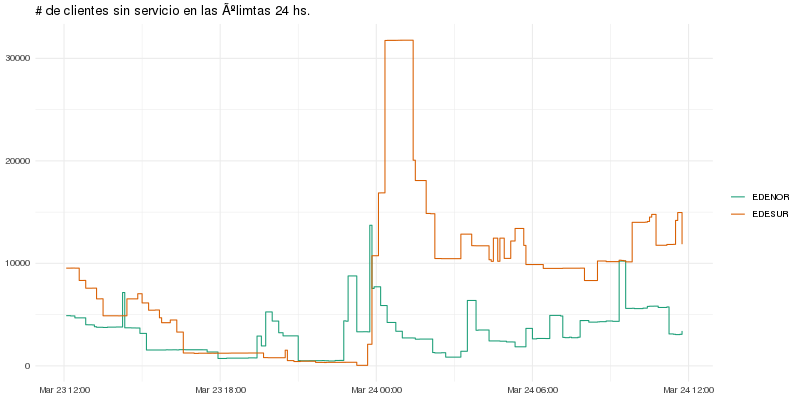 # de clientes sin servicio en las Ãºlimtas 24 hs.
30000
20000
10000
0
Mar 23 12:00
Mar 23 18:00
Mar 24 00:00
Mar 24 06:00
Mar 24 12:00
EDENOR
EDESUR